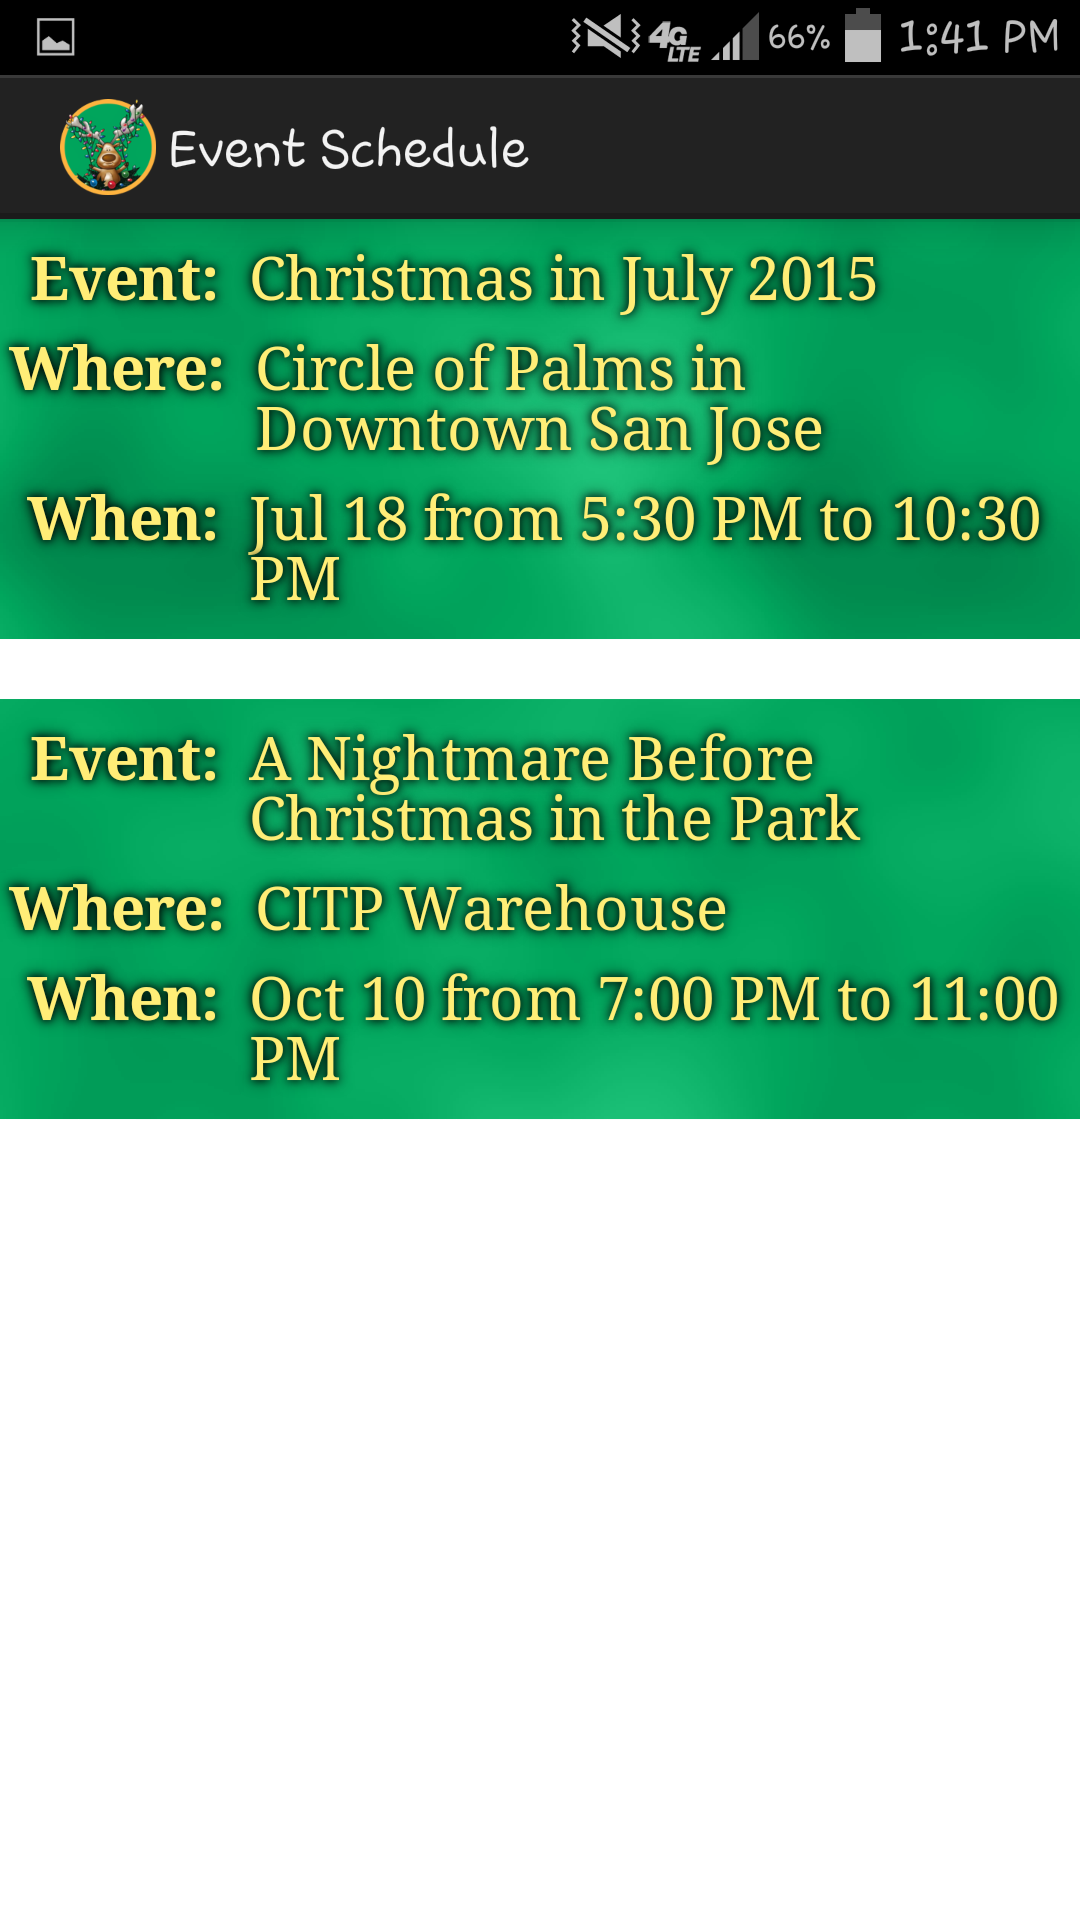 4G LTE 66% 1:41 PM
Event Schedule
Event: Christmas in July 2015
Where: Circle of Palms in
Downtown San Jose
When: Jul 18 from 5:30 PM to 10:30
PM
Event: A Nightmare Before
Christmas in the Park
Where: CITP Warehouse
When: Oct 10 from 7:00 PM to 11:00
PM